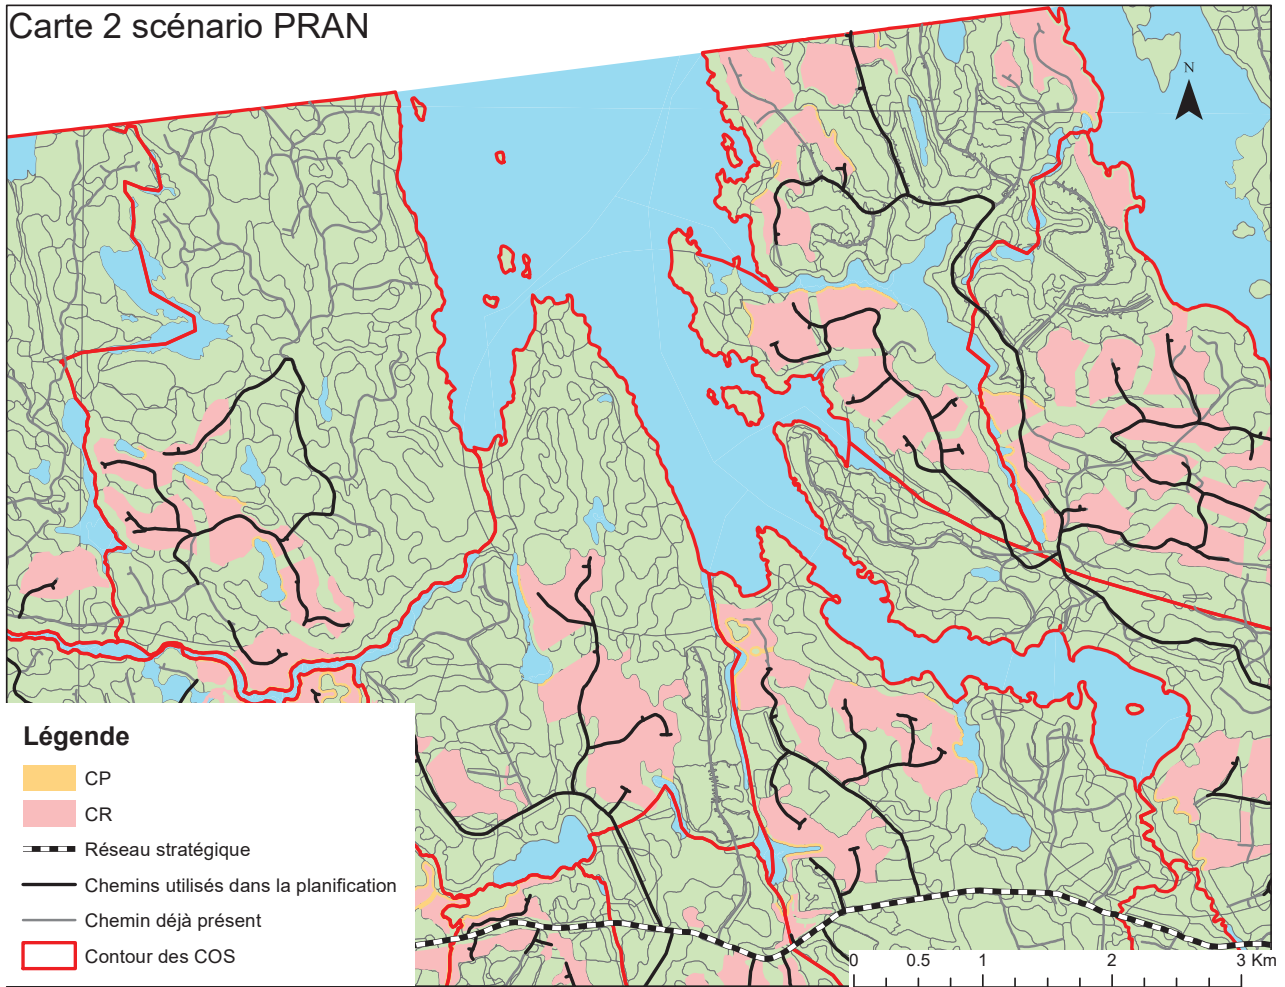 Carte 2 scénario PRAN
N
Légende
CP
CR
Réseau stratégique
Chemins utilisés dans la planification
Chemin déjà présent
Contour des COS
0 0.5 1 2 3 Km